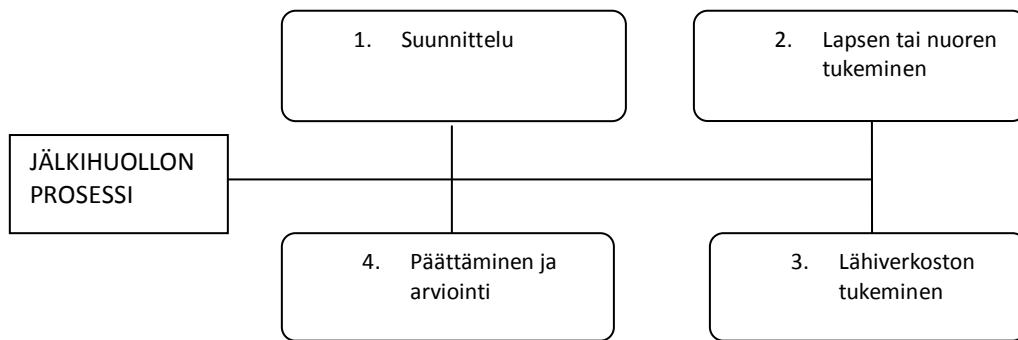 JÄLKIHUOLLON
PROSESSI
1. Suunnittelu
2. Lapsen tai nuoren
tukeminen
3. Lähiverkoston
tukeminen
4. Päättäminen ja
arviointi